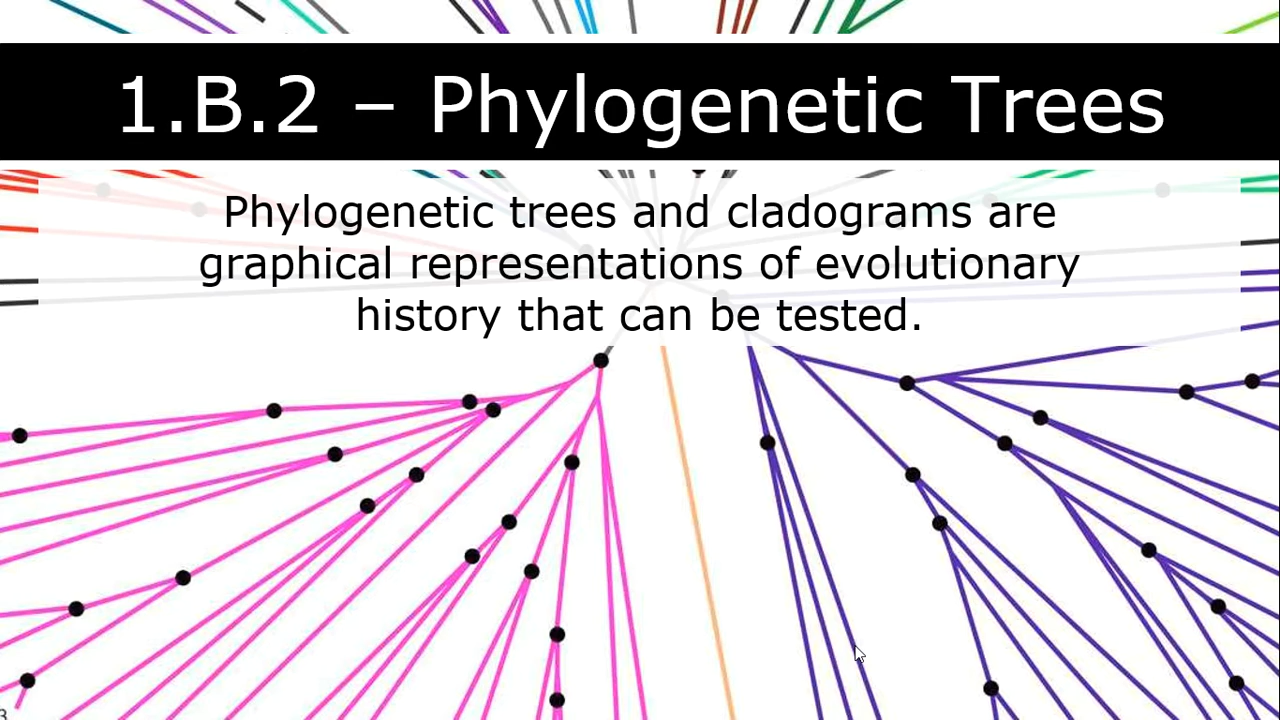 1.B.2 – Phylogenetic Trees
Phylogenetic trees and cladograms are
graphical representations of evolutionary
history that can be tested.